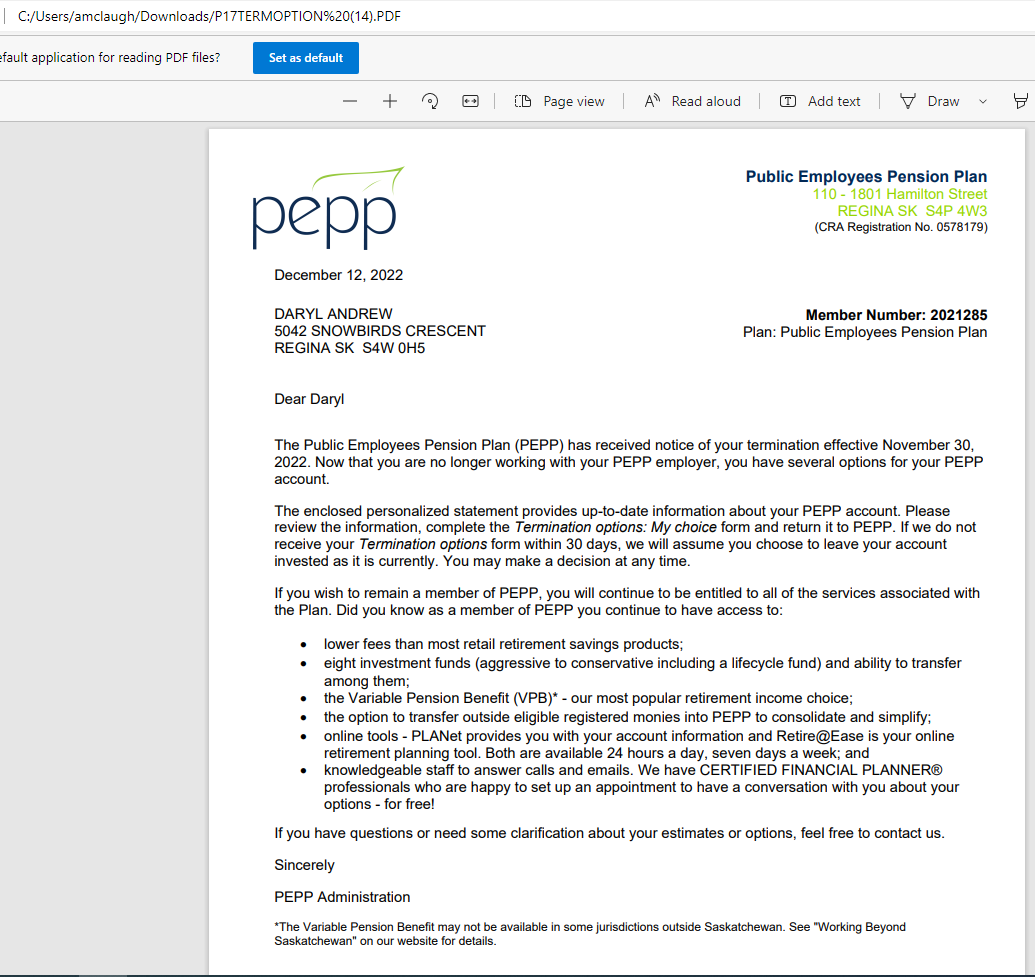 C:/Users/amclaugh/Downloads/P17TERMOPTION%20(14).PDF
efault application for reading PDF files?
Set as default
Page view
Read aloud
Add text
Draw
pepp
Public Employees Pension Plan
110 - 1801 Hamilton Street
REGINA SK  S4P 4W3
(CRA Registration No. 0578179)
December 12, 2022
DARYL ANDREW
5042 SNOWBIRDS CRESCENT
REGINA SK  S4W 0H5
Member Number: 2021285
Plan: Public Employees Pension Plan
Dear Daryl
The Public Employees Pension Plan (PEPP) has received notice of your termination effective November 30,
2022. Now that you are no longer working with your PEPP employer, you have several options for your PEPP
account.
The enclosed personalized statement provides up-to-date information about your PEPP account. Please
review the information, complete the Termination options: My choice form and return it to PEPP. If we do not
receive your Termination options form within 30 days, we will assume you choose to leave your account
invested as it is currently. You may make a decision at any time.
If you wish to remain a member of PEPP, you will continue to be entitled to all of the services associated with
the Plan. Did you know as a member of PEPP you continue to have access to:
• lower fees than most retail retirement savings products;
• eight investment funds (aggressive to conservative including a lifecycle fund) and ability to transfer
among them;
• the Variable Pension Benefit (VPB)* - our most popular retirement income choice;
• the option to transfer outside eligible registered monies into PEPP to consolidate and simplify;
• online tools - PLANet provides you with your account information and Retire@Ease is your online
retirement planning tool. Both are available 24 hours a day, seven days a week; and
• knowledgeable staff to answer calls and emails. We have CERTIFIED FINANCIAL PLANNER®
professionals who are happy to set up an appointment to have a conversation with you about your
options - for free!
If you have questions or need some clarification about your estimates or options, feel free to contact us.
Sincerely
PEPP Administration
*The Variable Pension Benefit may not be available in some jurisdictions outside Saskatchewan. See "Working Beyond
Saskatchewan" on our website for details.